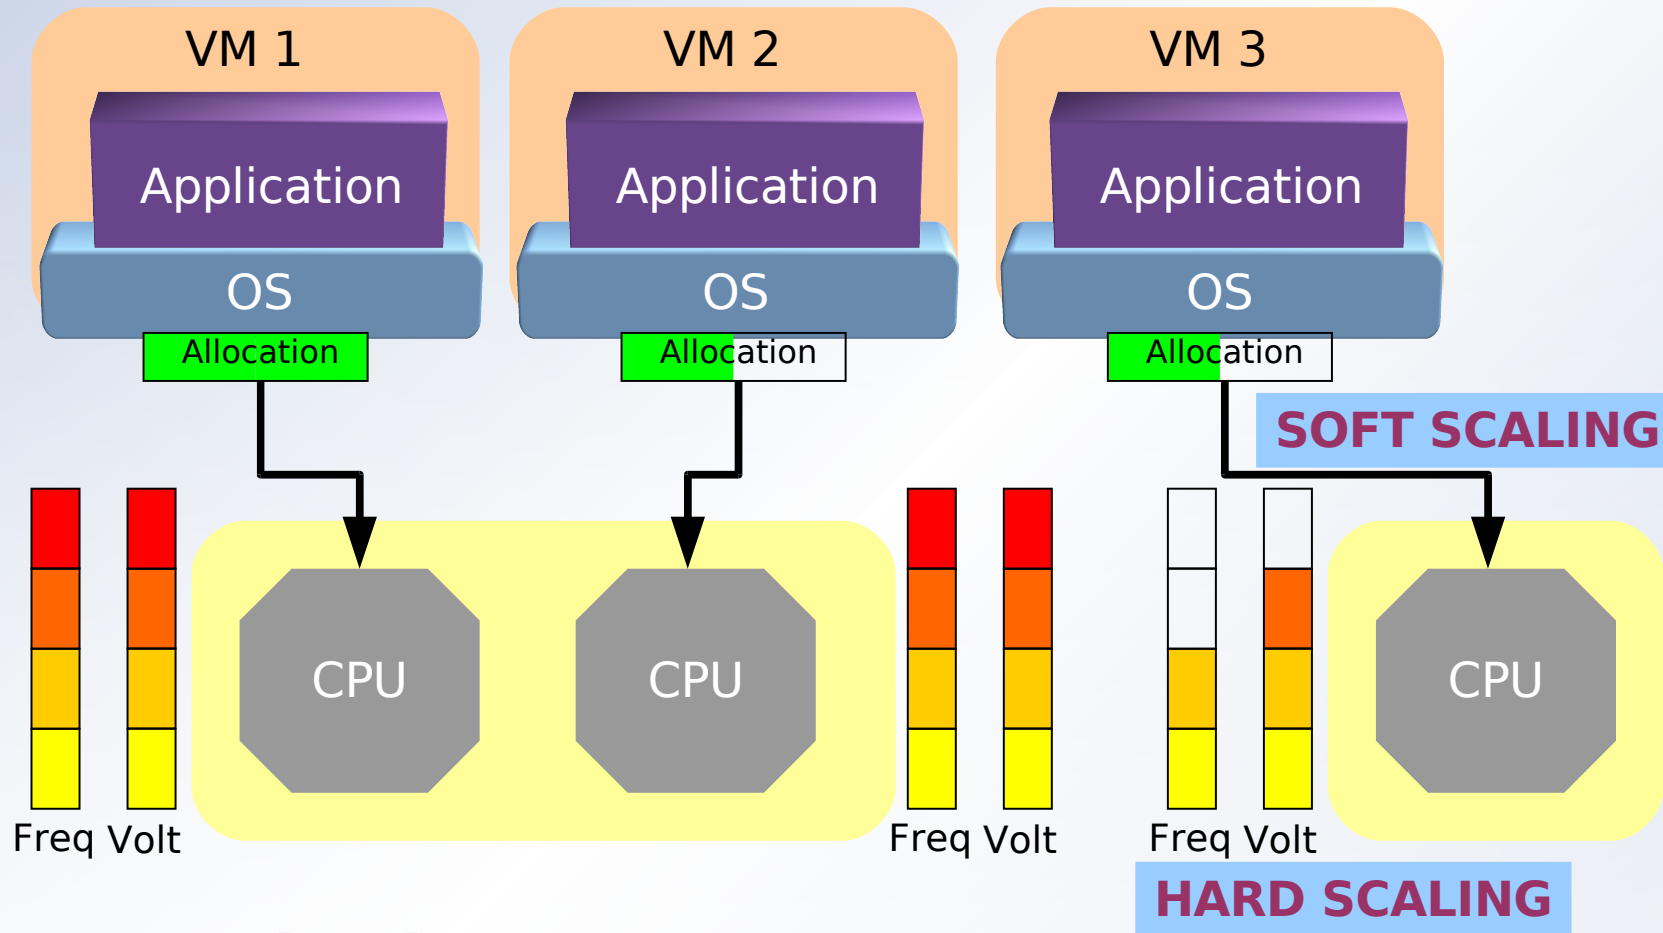 VM 1
VM 2
VM 3
Application
Application
Application
OS
OS
OS
Allocation
Allocation
Allocation
SOFT SCALING
CPU
CPU
CPU
Freq Volt
Freq Volt
Freq Volt
HARD SCALING